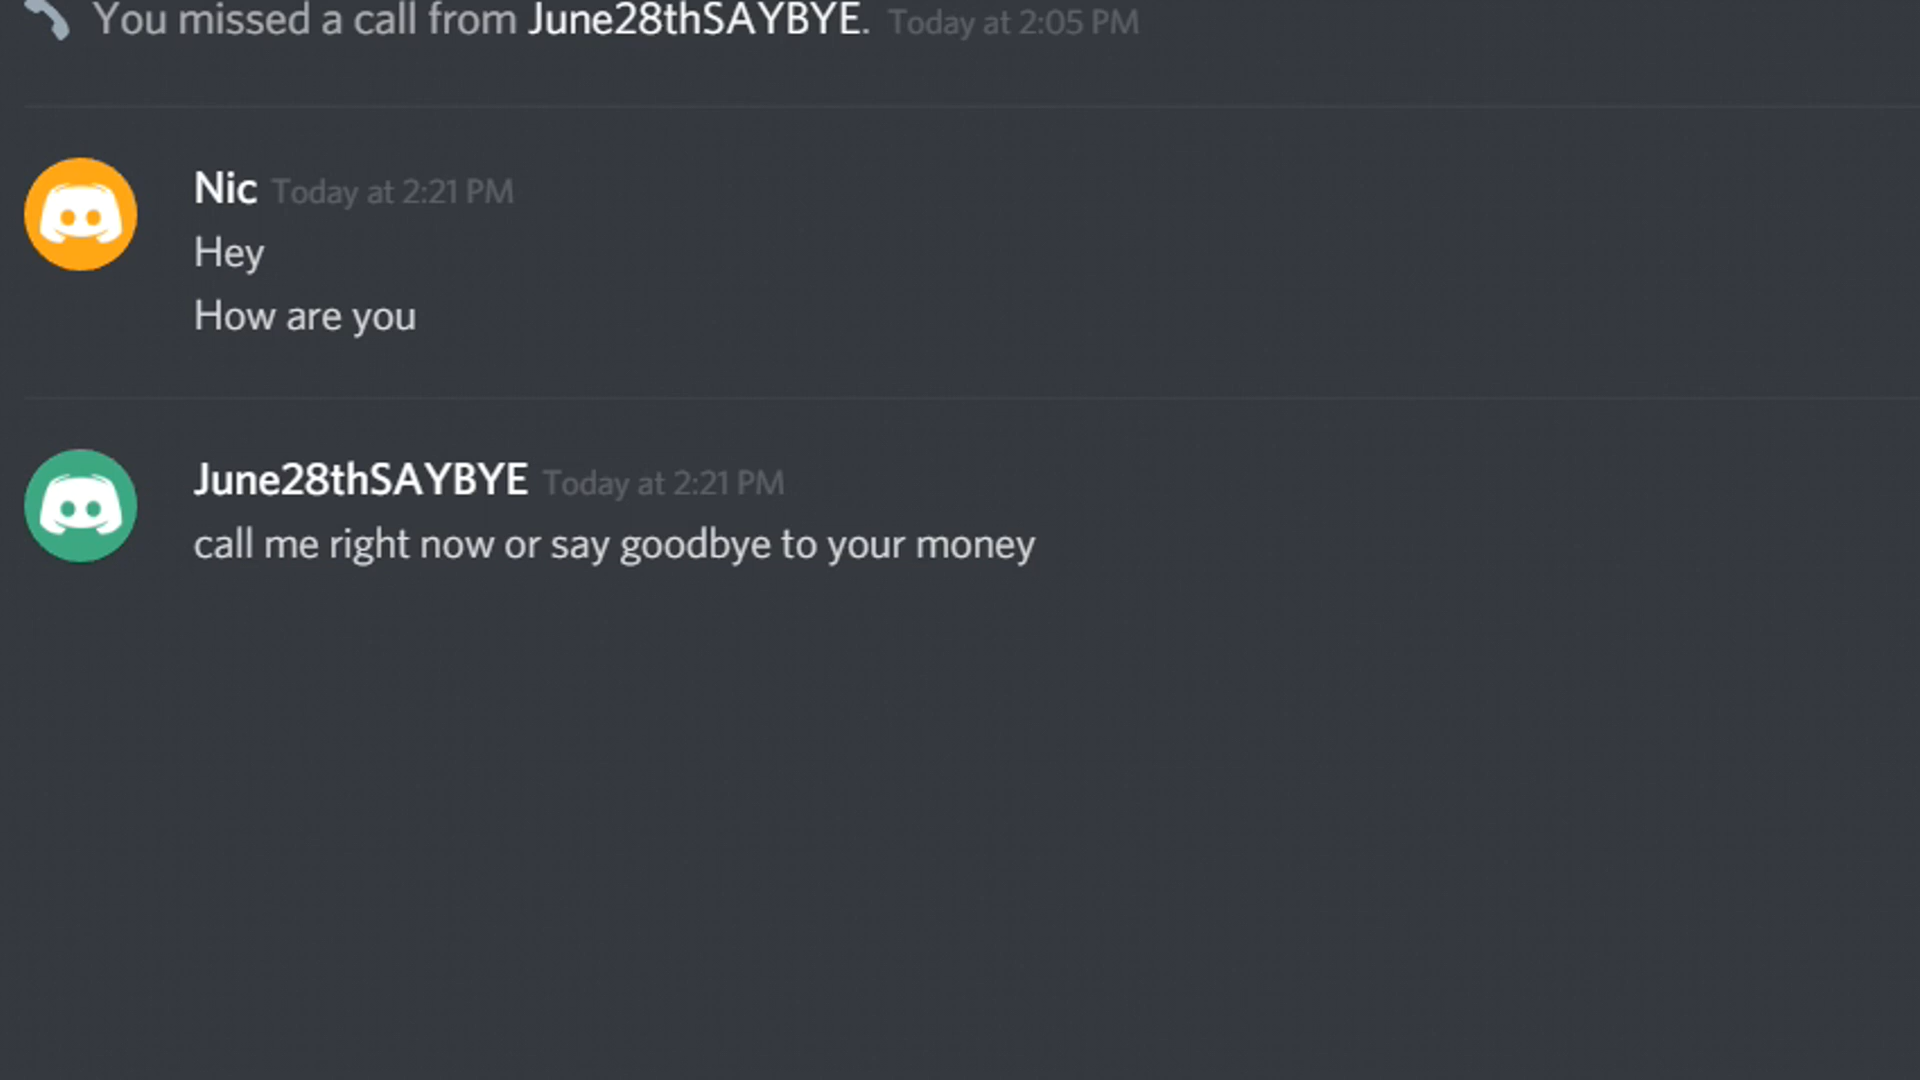 You missed a call from June28thSAYBYE. Today at 2:05 PM
Nic Today at 2:21 PM
Hey
How are you
June28thSAYBYE Today at 2:21 PM
call me right now or say goodbye to your money